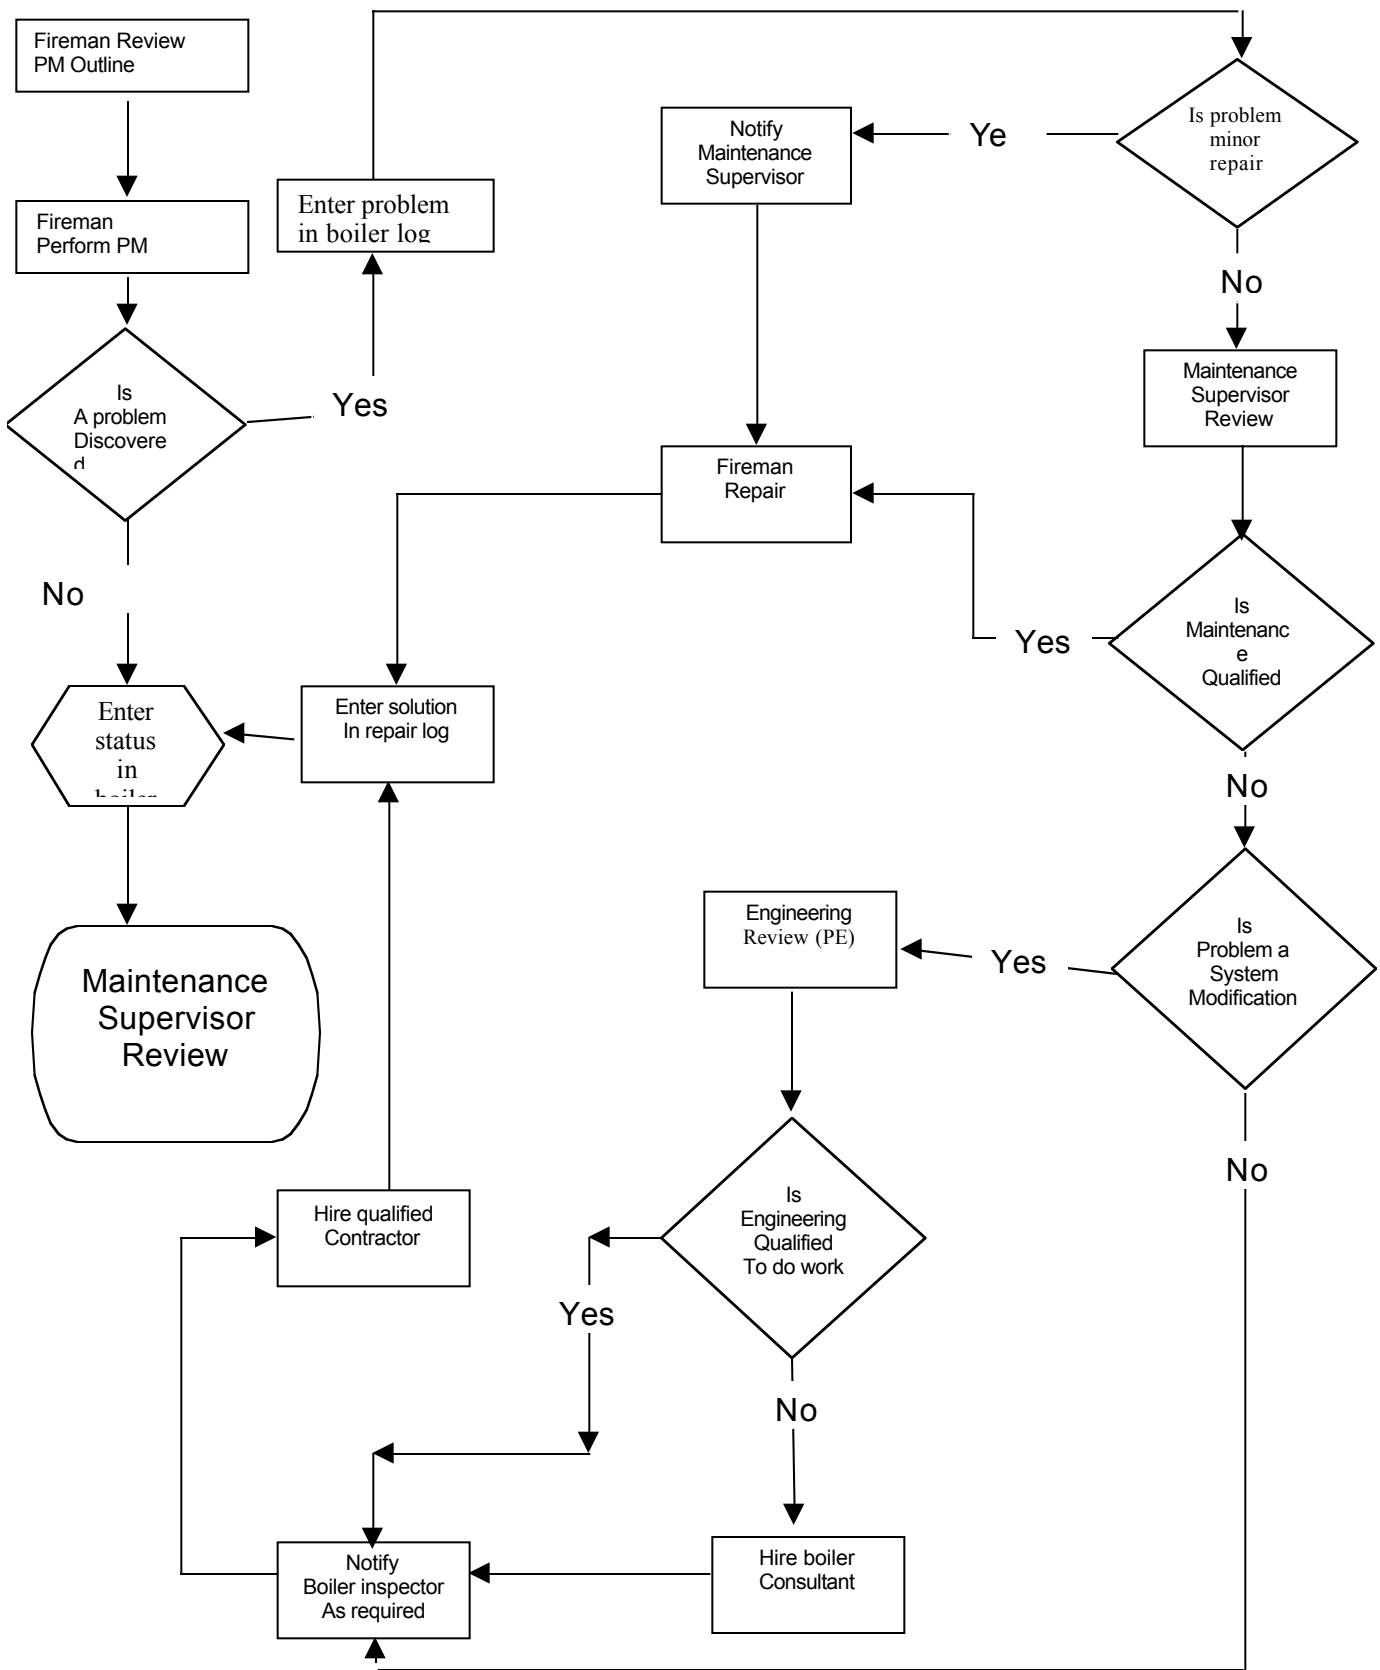 Fireman Review
PM Outline
Fireman
Perform PM
Is
A problem
Discovere
d
Yes
No
Enter problem
in boiler log
Is problem
minor
repair
Ye
No
Notify
Maintenance
Supervisor
Maintenance
Supervisor
Review
Fireman
Repair
Is
Maintenanc
e
Qualified
Yes
No
Enter
status
in
boiler
Enter solution
In repair log
Maintenance
Supervisor
Review
Is
Problem a
System
Modification
Yes
No
Engineering
Review (PE)
Is
Engineering
Qualified
To do work
Yes
No
Hire qualified
Contractor
Notify
Boiler inspector
As required
Hire boiler
Consultant